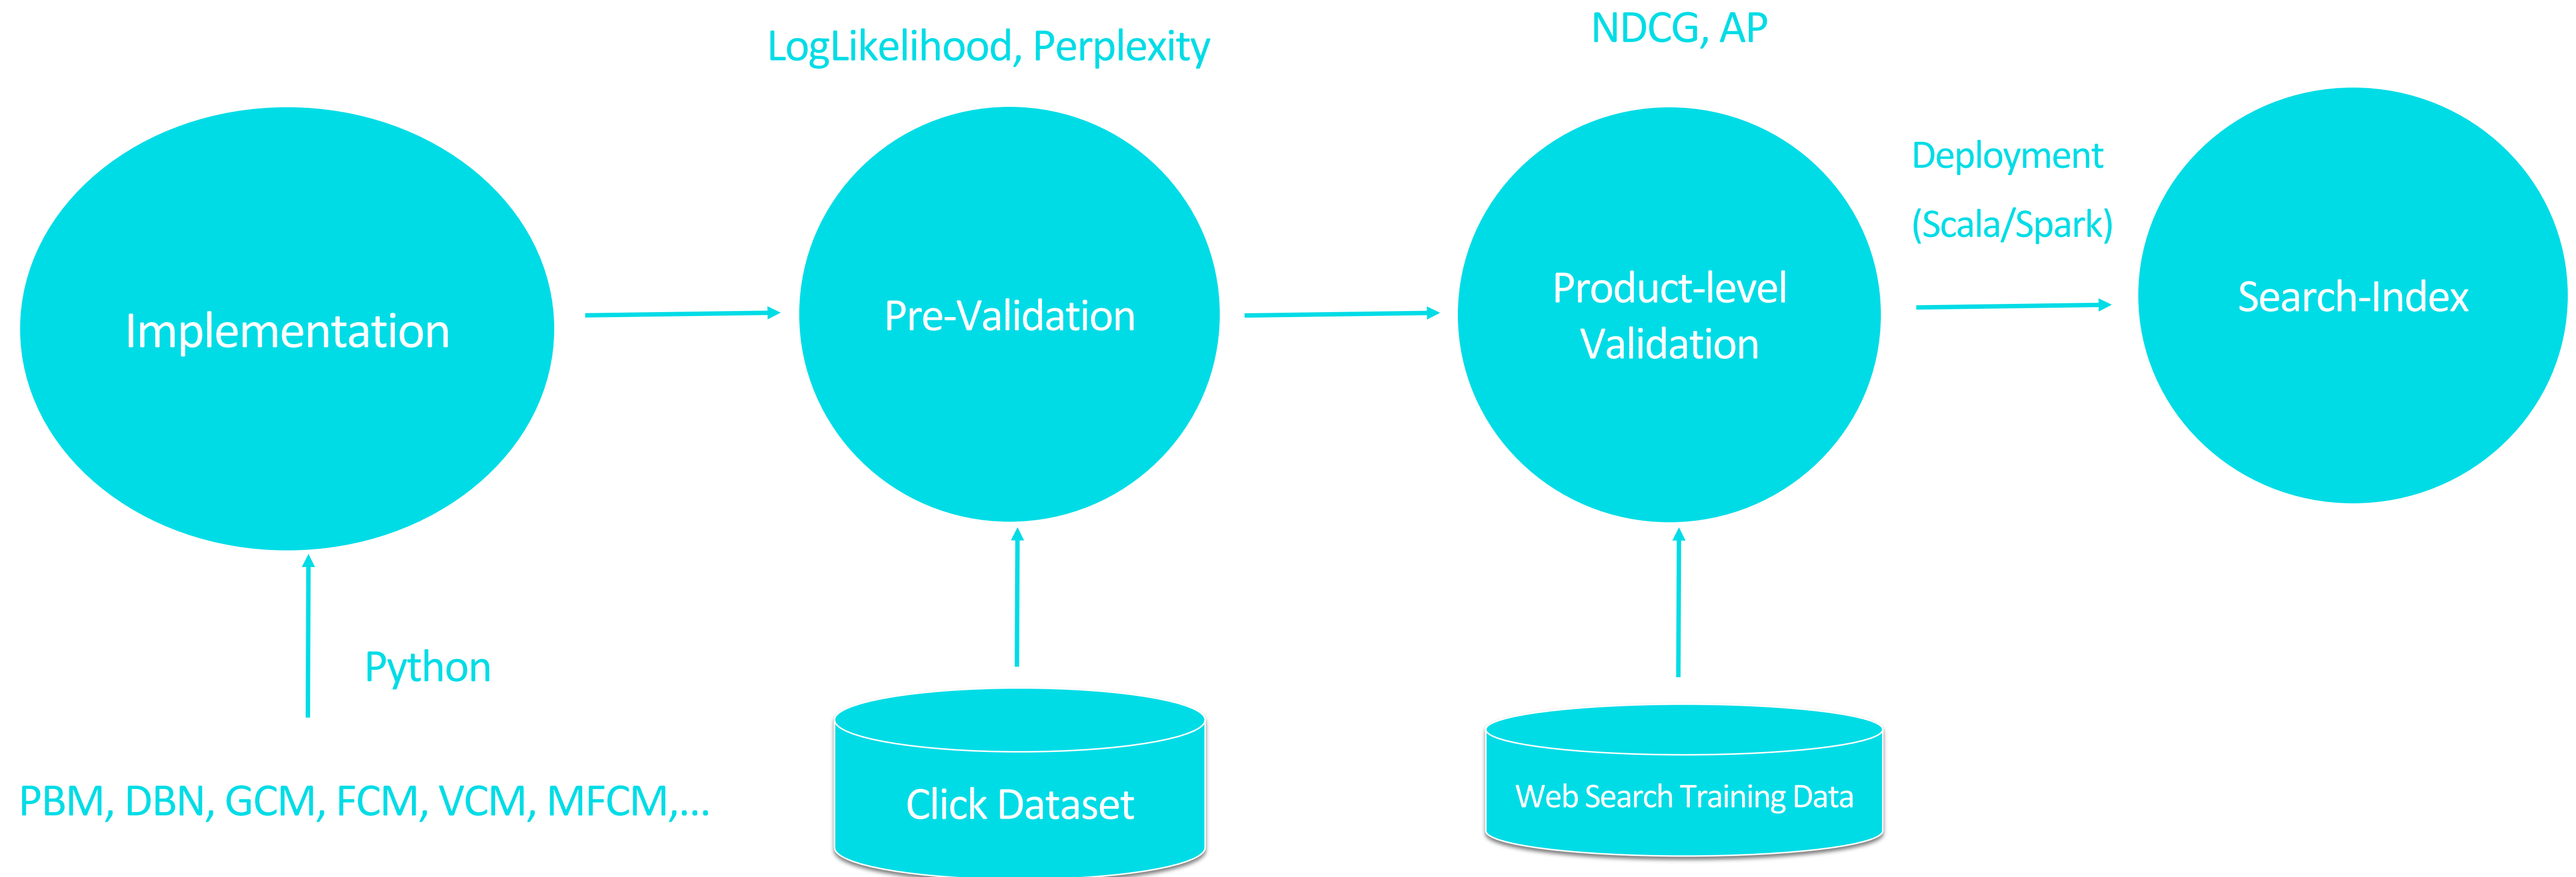 LogLikelihood, Perplexity
NDCG, AP
Implementation
Pre-Validation
Product-level
Validation
Deployment
(Scala/Spark)
Search-Index
Python
PBM, DBN, GCM, FCM, VCM, MFCM,...
Click Dataset
Web Search Training Data